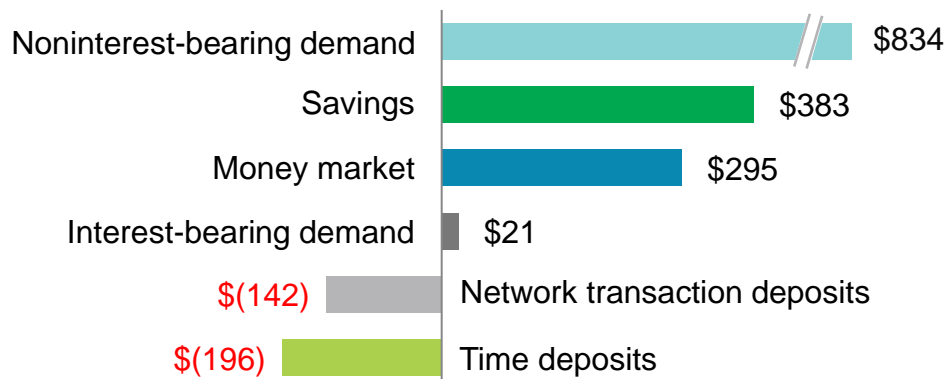 Noninterest-bearing demand $834
Savings $383
Money market $295
Interest-bearing demand $21
$(142) Network transaction deposits
$(196) Time deposits